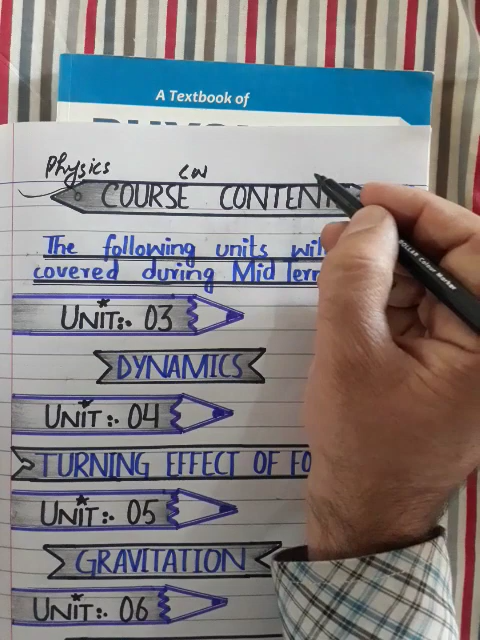 A Textbook of
Physics CW
COURSE CONTENT
The following units
covered during Mid Term
UNIT:- 03
DYNAMICS
UNIT:- 04
TURNING EFFECT OF
UNIT:- 05
GRAVITATION
UNIT:- 06